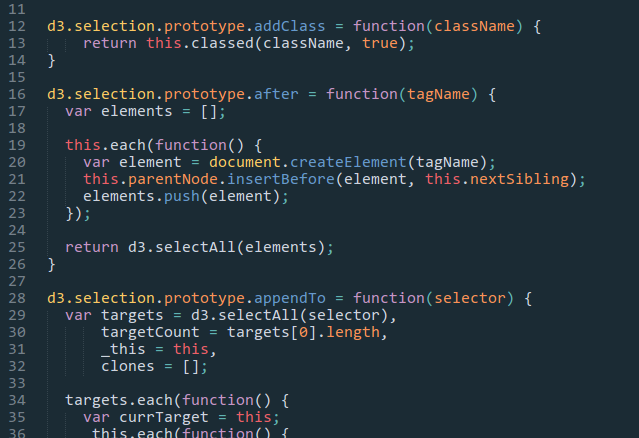 11
12 d3.selection.prototype.addClass = function(className) {
13     return this.classed(className, true);
14 }
15
16 d3.selection.prototype.after = function(tagName) {
17   var elements = [];
18
19   this.each(function() {
20     var element = document.createElement(tagName);
21     this.parentNode.insertBefore(element, this.nextSibling);
22     elements.push(element);
23   });
24
25   return d3.selectAll(elements);
26 }
27
28 d3.selection.prototype.appendTo = function(selector) {
29   var targets = d3.selectAll(selector),
30       targetCount = targets[0].length,
31       _this = this,
32       clones = [];
33
34   targets.each(function() {
35     var currTarget = this;
36     _this.each(function() {